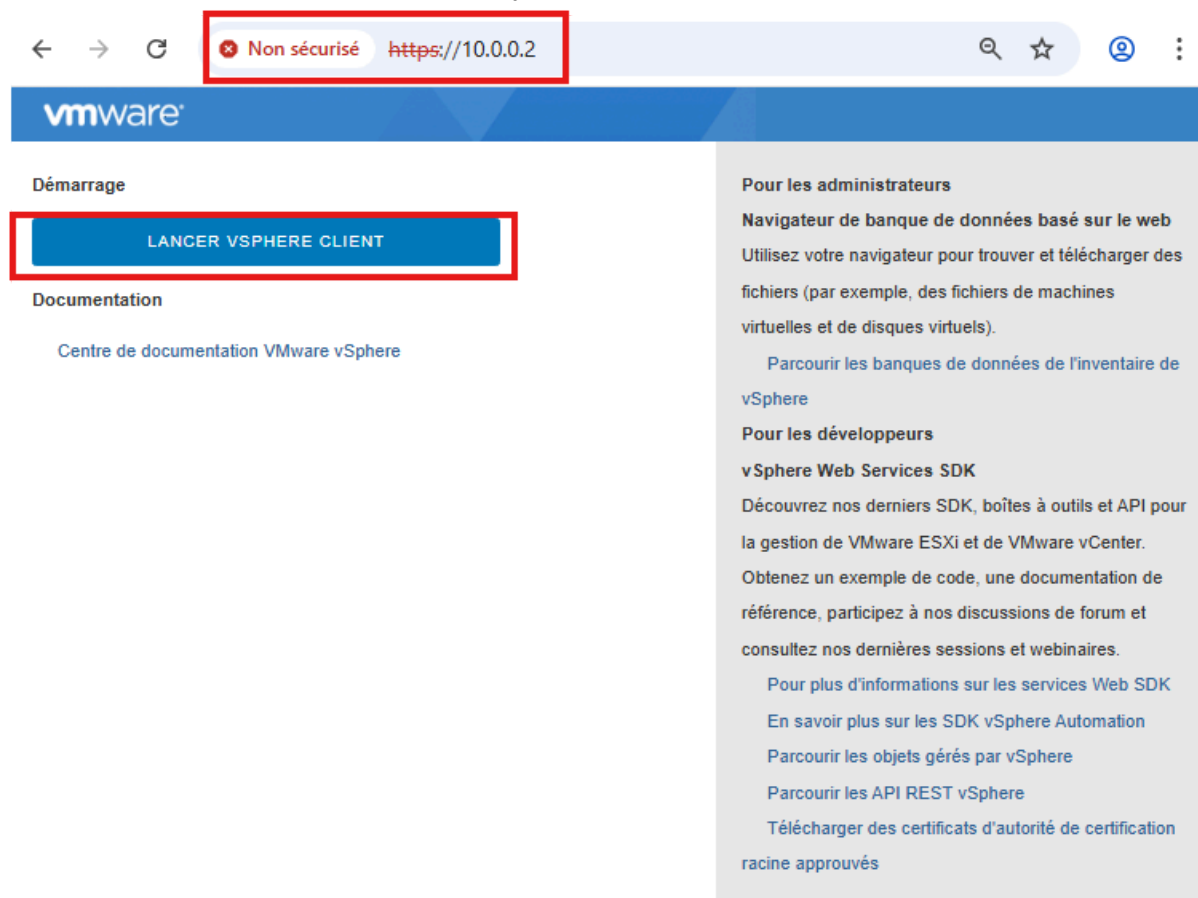 Non sécurisé https://10.0.0.2
vmware®
Démarrage
LANCER VSPHERE CLIENT
Documentation
Centre de documentation VMware vSphere
Pour les administrateurs
Navigateur de banque de données basé sur le web
Utilisez votre navigateur pour trouver et télécharger des
fichiers (par exemple, des fichiers de machines
virtuelles et de disques virtuels).
Parcourir les banques de données de l'inventaire de
vSphere
Pour les développeurs
vSphere Web Services SDK
Découvrez nos derniers SDK, boîtes à outils et API pour
la gestion de VMware ESXi et de VMware vCenter.
Obtenez un exemple de code, une documentation de
référence, participez à nos discussions de forum et
consultez nos dernières sessions et webinaires.
Pour plus d'informations sur les services Web SDK
En savoir plus sur les SDK vSphere Automation
Parcourir les objets gérés par vSphere
Parcourir les API REST vSphere
Télécharger des certificats d'autorité de certification
racine approuvés